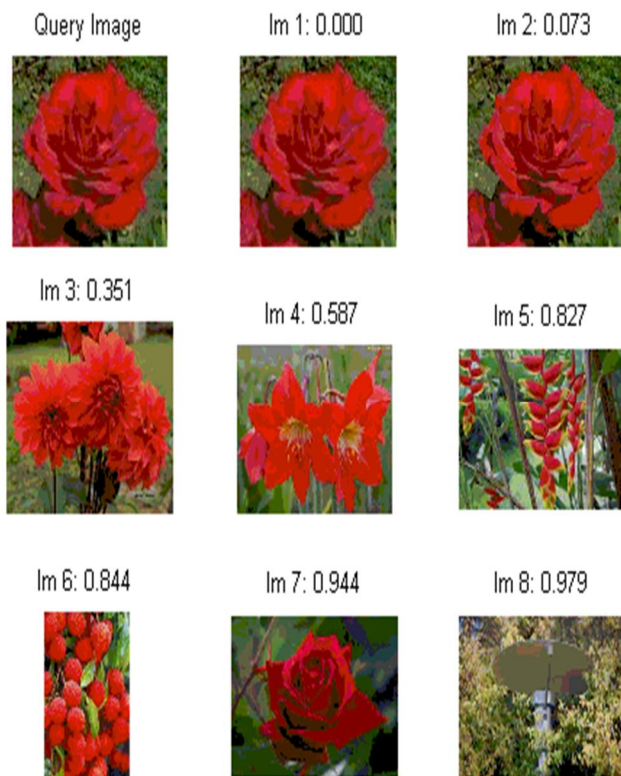 Query Image
Im 1: 0.000
Im 2: 0.073
Im 3: 0.351
Im 4: 0.587
Im 5: 0.827
Im 6: 0.844
Im 7: 0.944
Im 8: 0.979